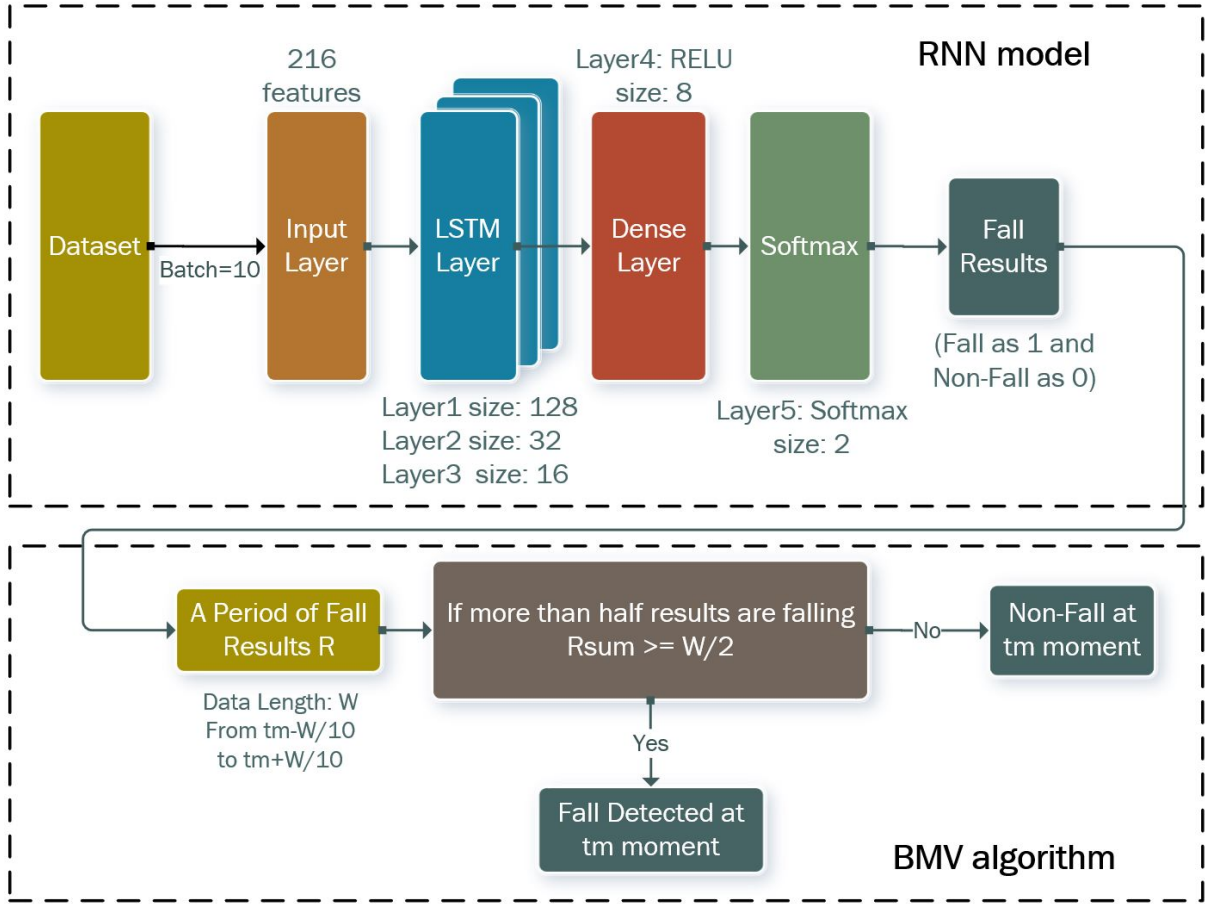 RNN model
216
features
Layer4: RELU
size: 8
Dataset
Batch=10
Input
Layer
LSTM
Layer
Dense
Layer
Softmax
Fall
Results
Layer1 size: 128
Layer2 size: 32
Layer3  size: 16
Layer5: Softmax
size: 2
(Fall as 1 and
Non-Fall as 0)
A Period of Fall
Results R
Data Length: W
From tm-W/10
to tm+W/10
If more than half results are falling
Rsum >= W/2
No
Non-Fall at
tm moment
Yes
Fall Detected at
tm moment
BMV algorithm